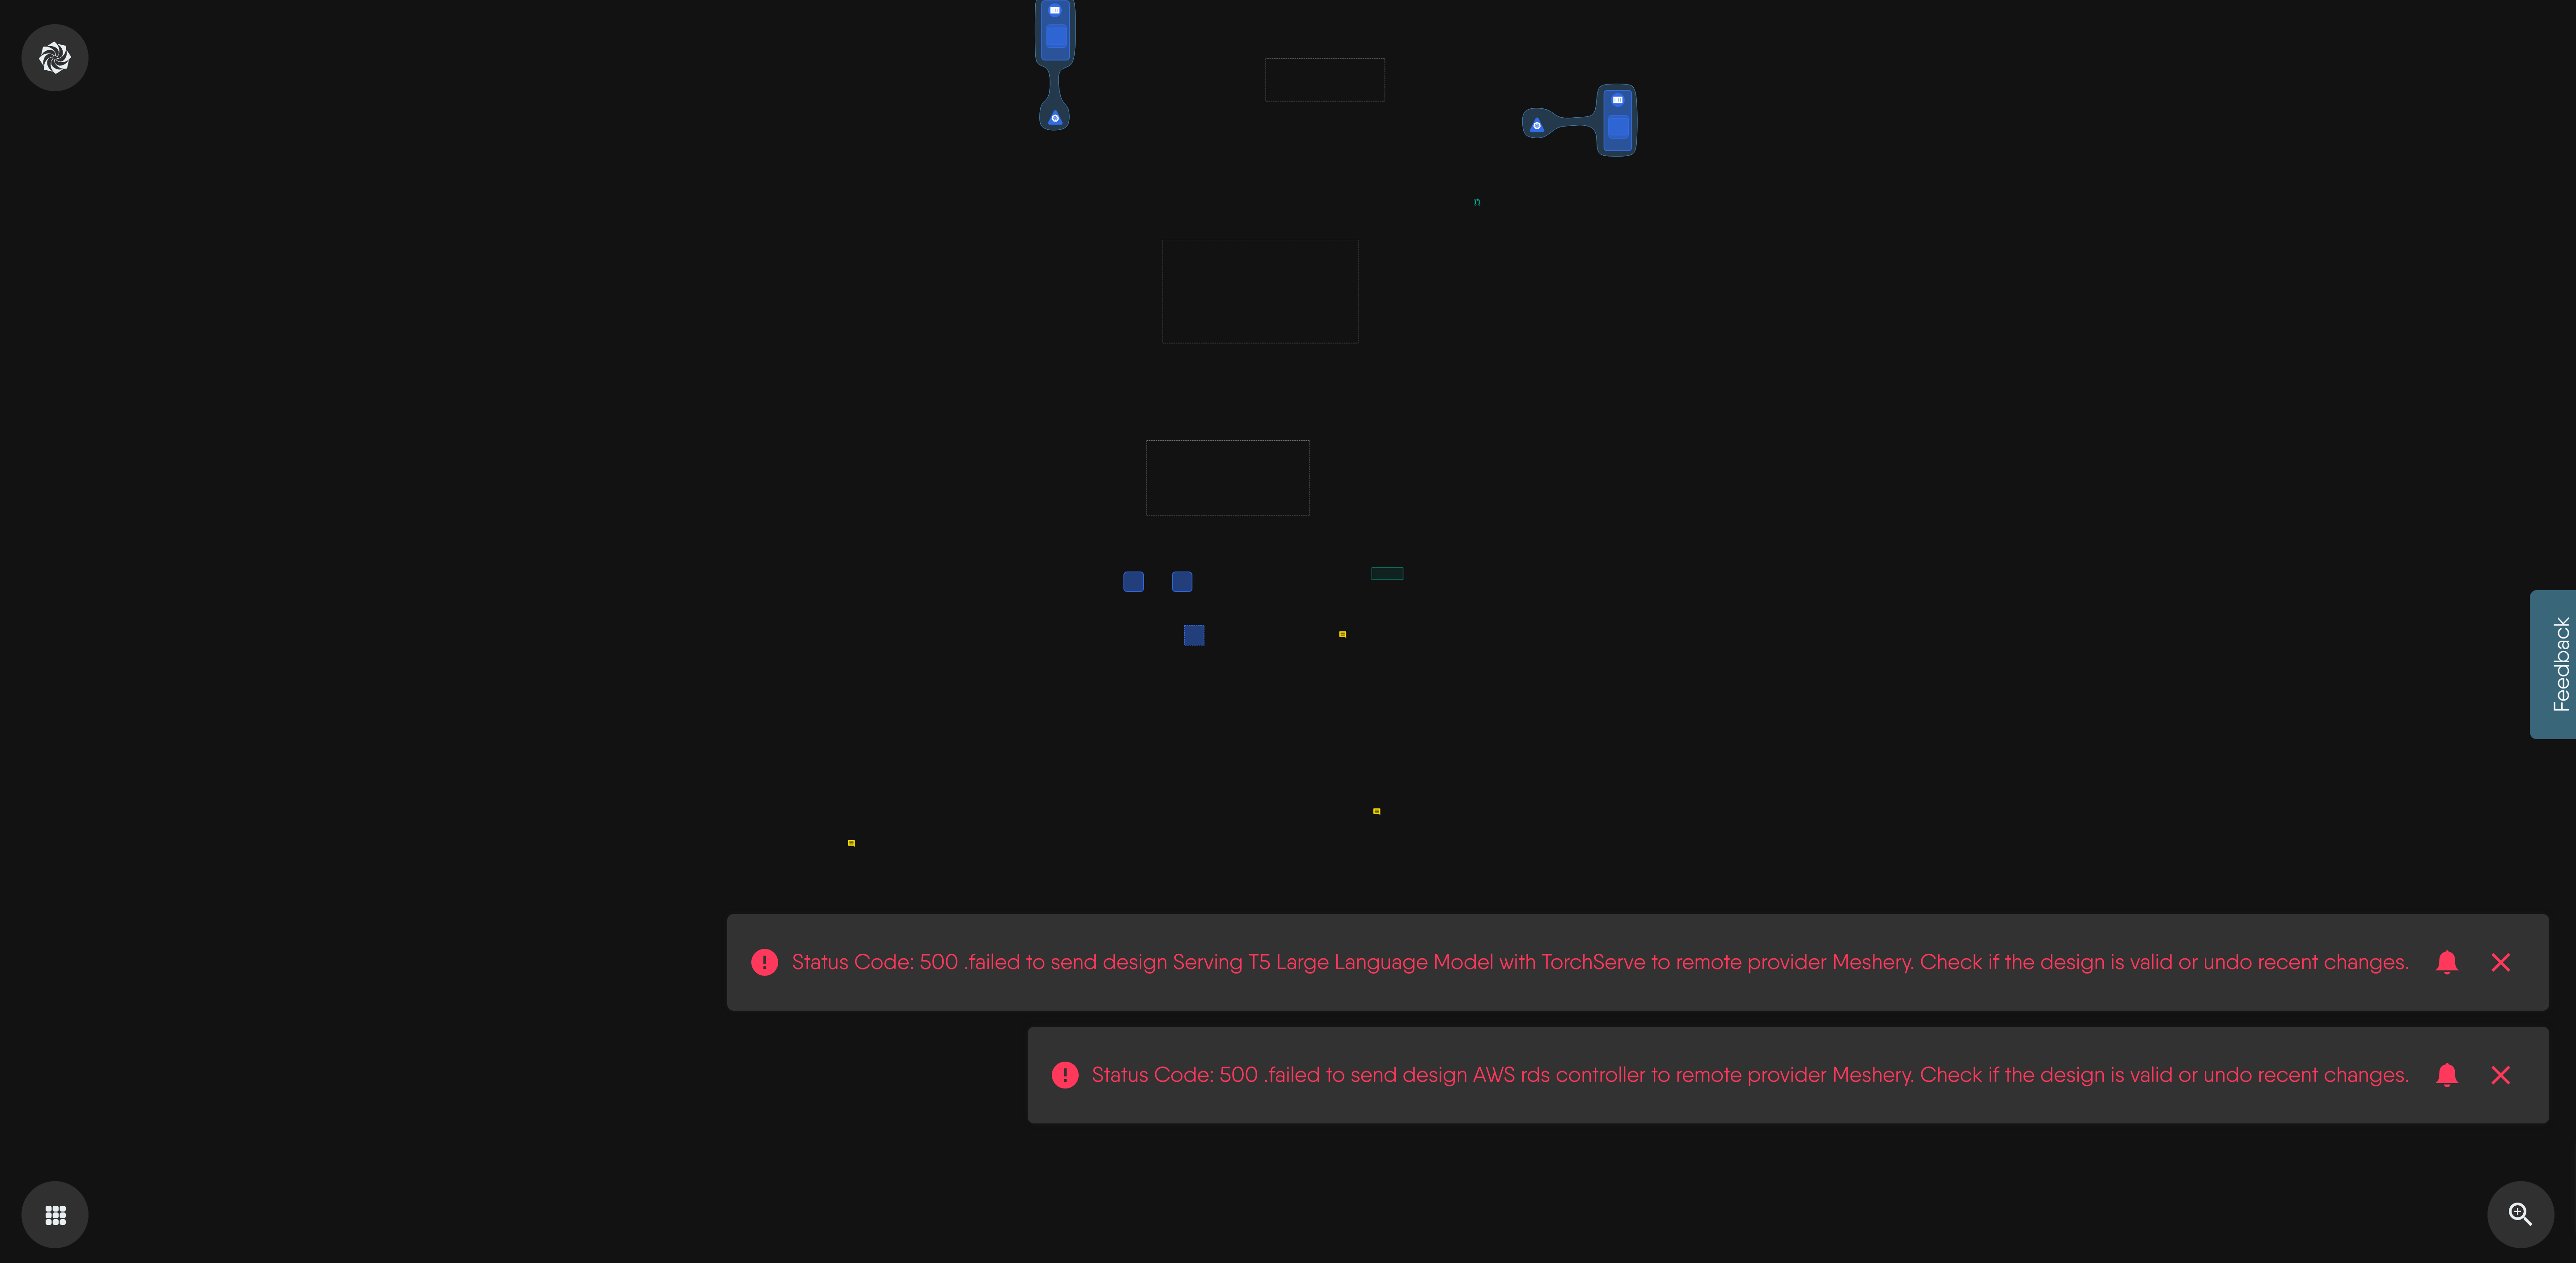 n
Feedback
Status Code: 500 .failed to send design Serving T5 Large Language Model with TorchServe to remote provider Meshery. Check if the design is valid or undo recent changes.
Status Code: 500 .failed to send design AWS rds controller to remote provider Meshery. Check if the design is valid or undo recent changes.